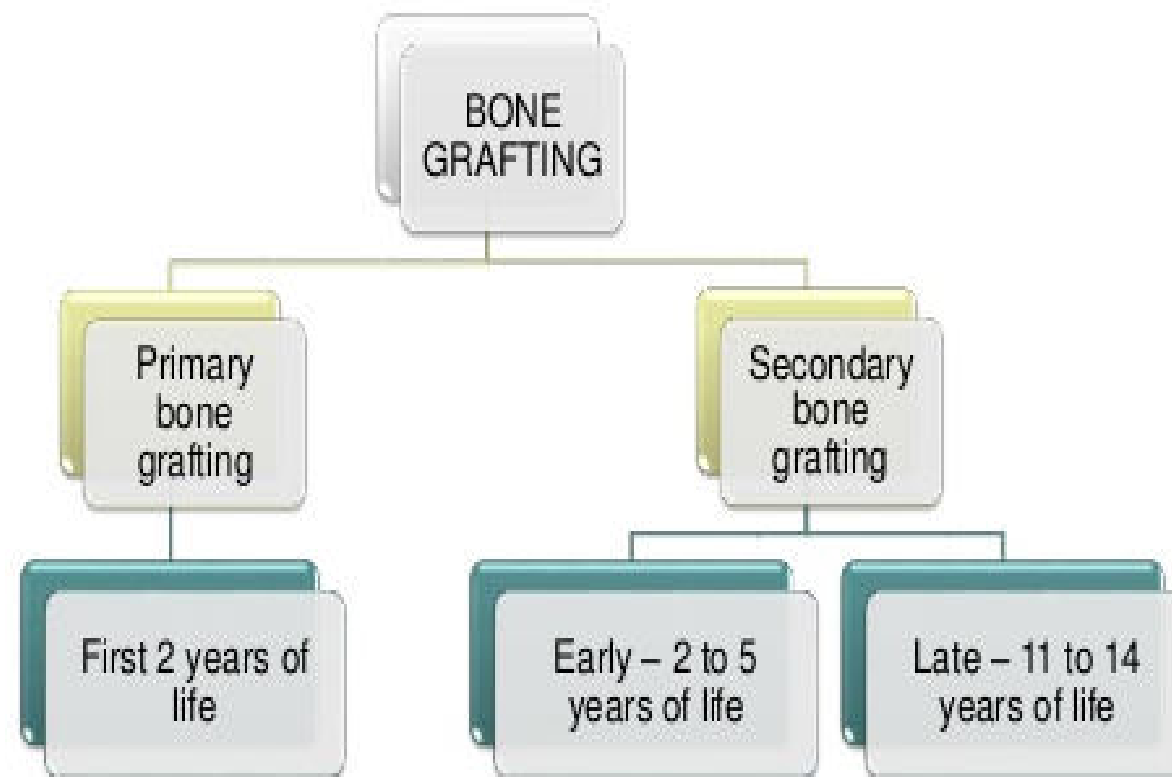 BONE
GRAFTING
Primary
bone
grafting
Secondary
bone
grafting
First 2 years of
life
Early – 2 to 5
years of life
Late – 11 to 14
years of life